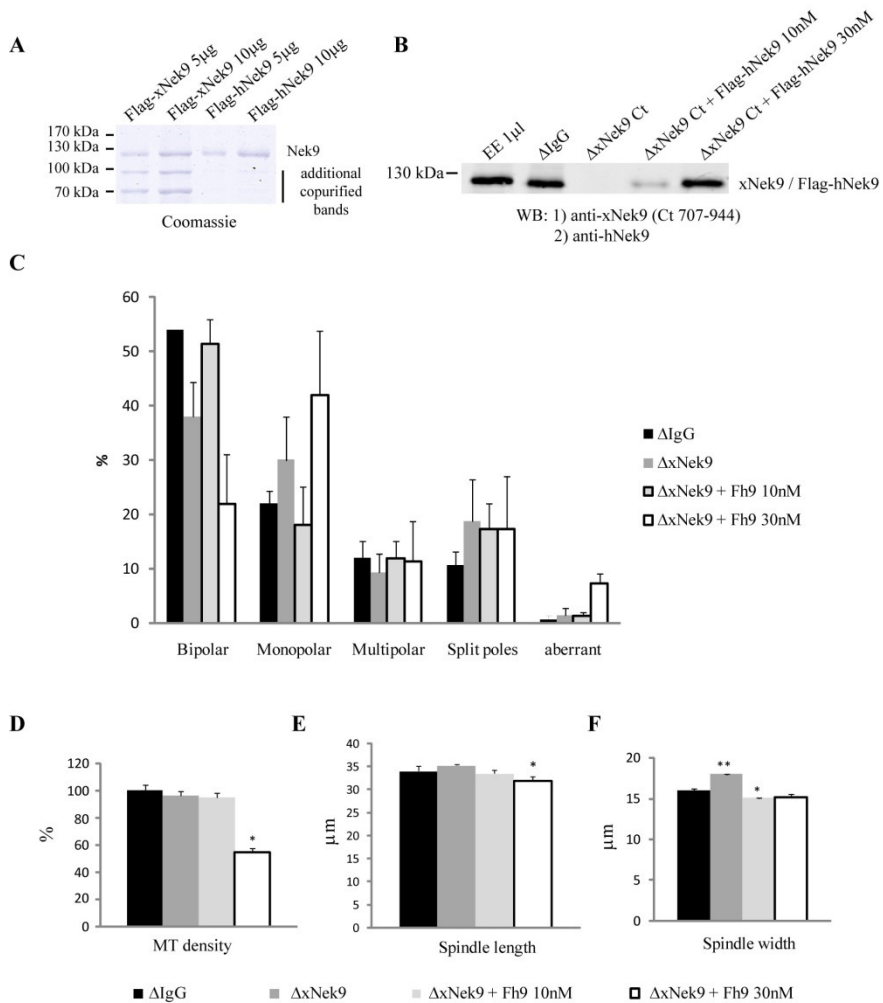 A
Flag-xNek9 5µg
Flag-xNek9 10µg
Flag-hNek9 5µg
Flag-hNek9 10µg
170 kDa
130 kDa
100 kDa
70 kDa
Nek9
additional
copurified
bands
Coomassie
B
EE 1µl
ΔIgG
ΔxNek9 Ct
ΔxNek9 Ct + Flag-hNek9 10nM
ΔxNek9 Ct + Flag-hNek9 30nM
130 kDa
xNek9 / Flag-hNek9
WB: 1) anti-xNek9 (Ct 707-944)
2) anti-hNek9
C
60
50
40
30
20
10
0
%
Bipolar
Monopolar
Multipolar
Split poles
aberrant
ΔIgG
ΔxNek9
ΔxNek9 + Fh9 10nM
ΔxNek9 + Fh9 30nM
D
120
100
80
60
40
20
0
%
*
MT density
E
40
35
30
25
20
15
10
5
0
µm
*
Spindle length
F
20
15
10
5
0
µm
**
*
Spindle width
ΔIgG
ΔxNek9
ΔxNek9 + Fh9 10nM
ΔxNek9 + Fh9 30nM